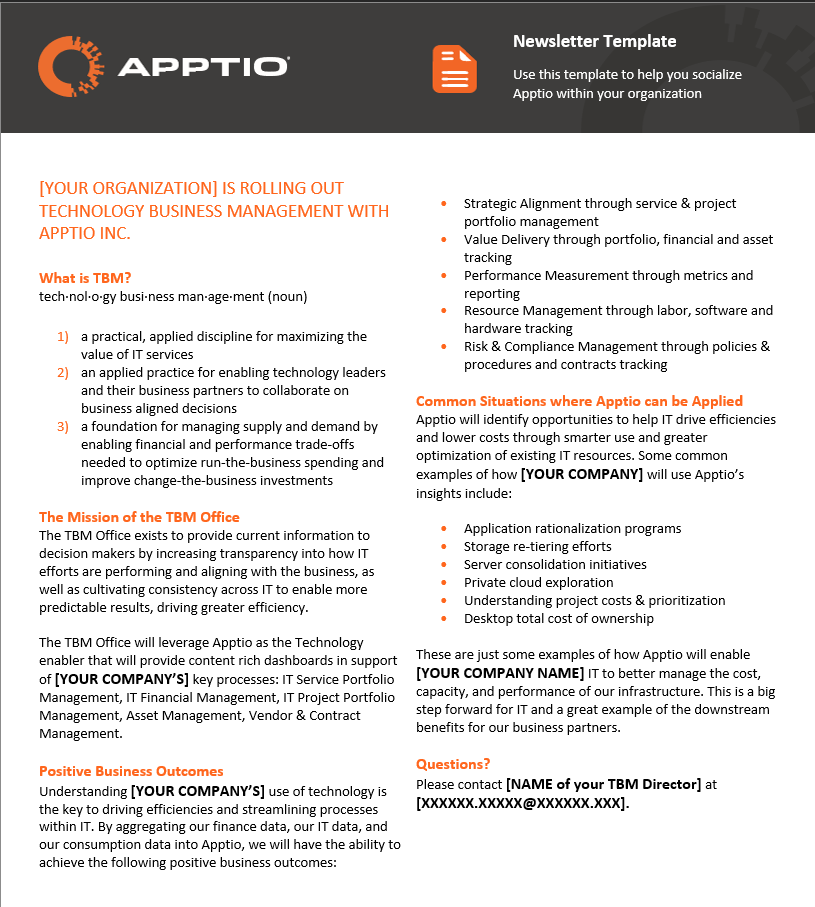 APPTIO
Newsletter Template
Use this template to help you socialize
Apptio within your organization
[YOUR ORGANIZATION] IS ROLLING OUT
TECHNOLOGY BUSINESS MANAGEMENT WITH
APPTIO INC.
What is TBM?
tech·nol·o·gy busi·ness man·age·ment (noun)
1) a practical, applied discipline for maximizing the
value of IT services
2) an applied practice for enabling technology leaders
and their business partners to collaborate on
business aligned decisions
3) a foundation for managing supply and demand by
enabling financial and performance trade-offs
needed to optimize run-the-business spending and
improve change-the-business investments
The Mission of the TBM Office
The TBM Office exists to provide current information to
decision makers by increasing transparency into how IT
efforts are performing and aligning with the business, as
well as cultivating consistency across IT to enable more
predictable results, driving greater efficiency.
The TBM Office will leverage Apptio as the Technology
enabler that will provide content rich dashboards in support
of [YOUR COMPANY’S] key processes: IT Service Portfolio
Management, IT Financial Management, IT Project Portfolio
Management, Asset Management, Vendor & Contract
Management.
Positive Business Outcomes
Understanding [YOUR COMPANY’S] use of technology is
the key to driving efficiencies and streamlining processes
within IT. By aggregating our finance data, our IT data, and
our consumption data into Apptio, we will have the ability to
achieve the following positive business outcomes:
• Strategic Alignment through service & project
portfolio management
• Value Delivery through portfolio, financial and asset
tracking
• Performance Measurement through metrics and
reporting
• Resource Management through labor, software and
hardware tracking
• Risk & Compliance Management through policies &
procedures and contracts tracking
Common Situations where Apptio can be Applied
Apptio will identify opportunities to help IT drive efficiencies
and lower costs through smarter use and greater
optimization of existing IT resources. Some common
examples of how [YOUR COMPANY] will use Apptio’s
insights include:
• Application rationalization programs
• Storage re-tiering efforts
• Server consolidation initiatives
• Private cloud exploration
• Understanding project costs & prioritization
• Desktop total cost of ownership
These are just some examples of how Apptio will enable
[YOUR COMPANY NAME] IT to better manage the cost,
capacity, and performance of our infrastructure. This is a big
step forward for IT and a great example of the downstream
benefits for our business partners.
Questions?
Please contact [NAME of your TBM Director] at
[XXXXXX.XXXXX@XXXXXX.XXX].